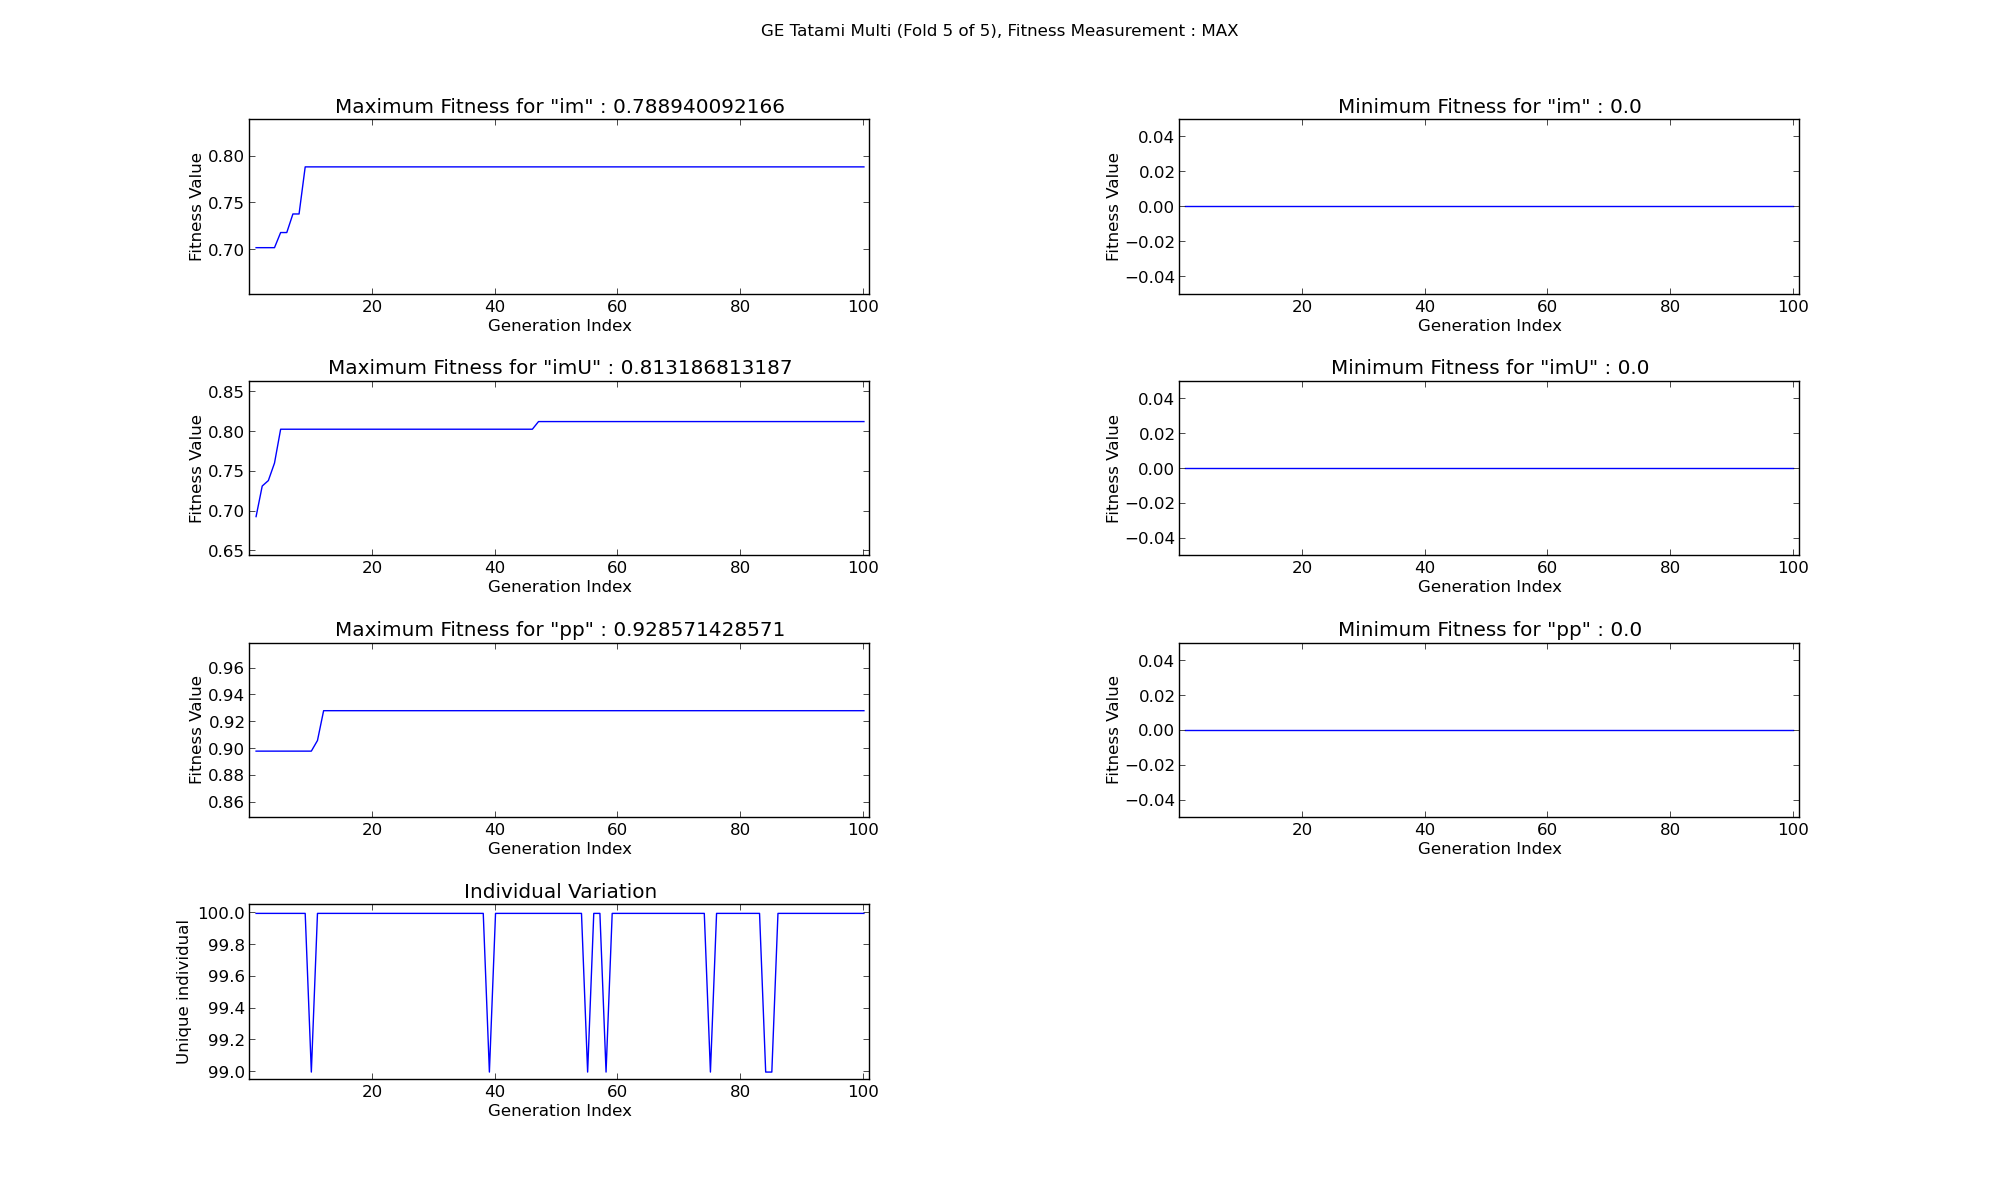 GE Tatami Multi (Fold 5 of 5), Fitness Measurement : MAX
Maximum Fitness for "im" : 0.788940092166
Fitness Value
0.80
0.75
0.70
20 40 60 80 100
Generation Index
Minimum Fitness for "im" : 0.0
Fitness Value
0.04
0.02
0.00
−0.02
−0.04
20 40 60 80 100
Generation Index
Maximum Fitness for "imU" : 0.813186813187
Fitness Value
0.85
0.80
0.75
0.70
0.65
20 40 60 80 100
Generation Index
Minimum Fitness for "imU" : 0.0
Fitness Value
0.04
0.02
0.00
−0.02
−0.04
20 40 60 80 100
Generation Index
Maximum Fitness for "pp" : 0.928571428571
Fitness Value
0.96
0.94
0.92
0.90
0.88
0.86
20 40 60 80 100
Generation Index
Minimum Fitness for "pp" : 0.0
Fitness Value
0.04
0.02
0.00
−0.02
−0.04
20 40 60 80 100
Generation Index
Individual Variation
Unique individual
100.0
99.8
99.6
99.4
99.2
99.0
20 40 60 80 100
Generation Index